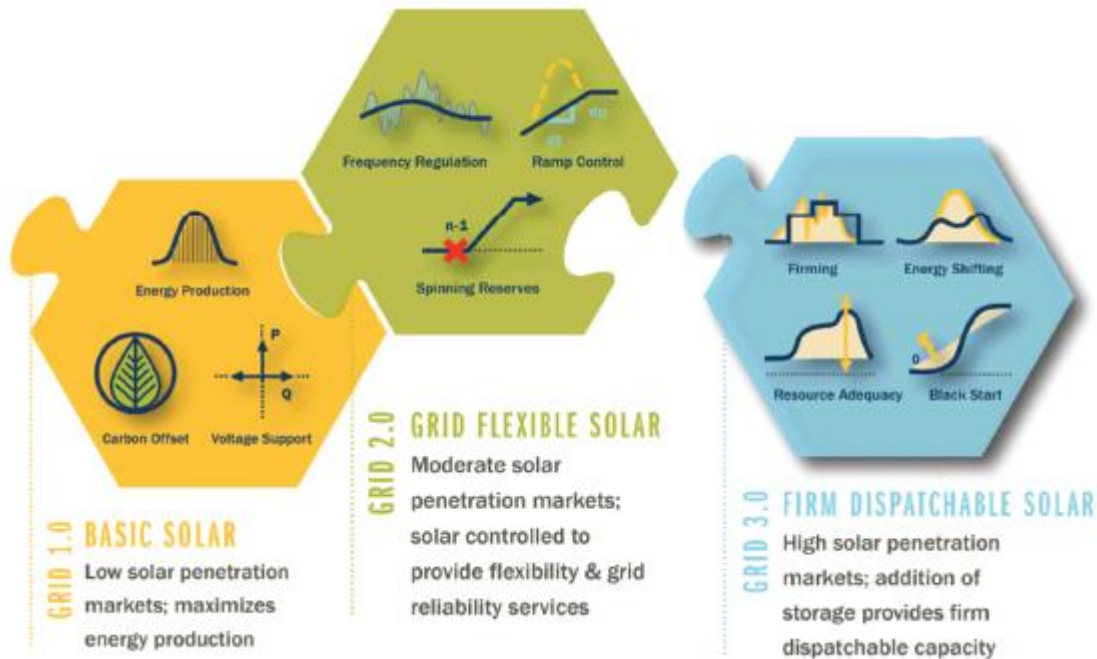 Energy Production
Carbon Offset
Voltage Support
P
Q
GRID 1.0
BASIC SOLAR
Low solar penetration
markets; maximizes
energy production
Frequency Regulation
Ramp Control
dp
dt
n-1
Spinning Reserves
GRID 2.0
GRID FLEXIBLE SOLAR
Moderate solar
penetration markets;
solar controlled to
provide flexibility & grid
reliability services
Firming
Energy Shifting
Resource Adequacy
0
Black Start
GRID 3.0
FIRM DISPATCHABLE SOLAR
High solar penetration
markets; addition of
storage provides firm
dispatchable capacity